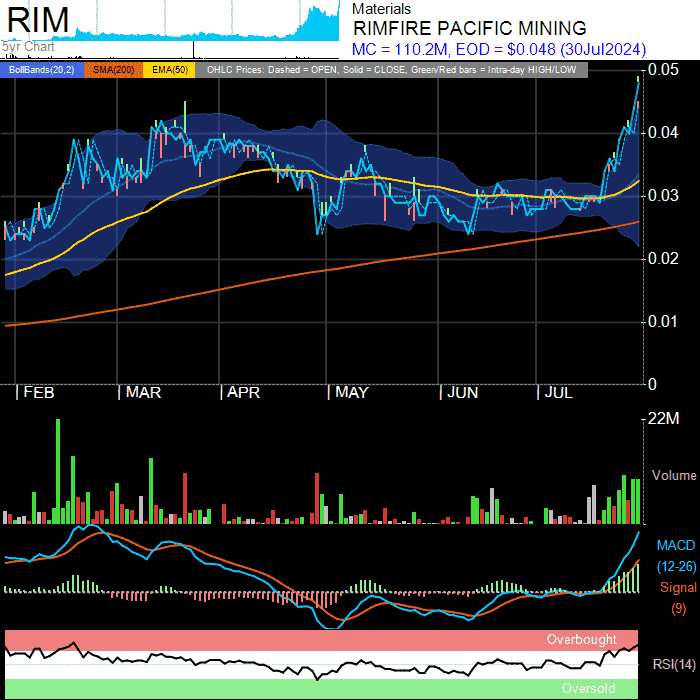 RIM
5yr Chart
Materials
RIMFIRE PACIFIC MINING
MC = 110.2M, EOD = $0.048 (30Jul2024)
BollBands(20,2) SMA(200) EMA(50) OHLC Prices: Dashed = OPEN, Solid = CLOSE, Green/Red bars = Intra-day HIGH/LOW
0.05
0.04
0.03
0.02
0.01
0
FEB MAR APR MAY JUN JUL
22M
Volume
MACD
(12-26)
Signal
(9)
Overbought
RSI(14)
Oversold